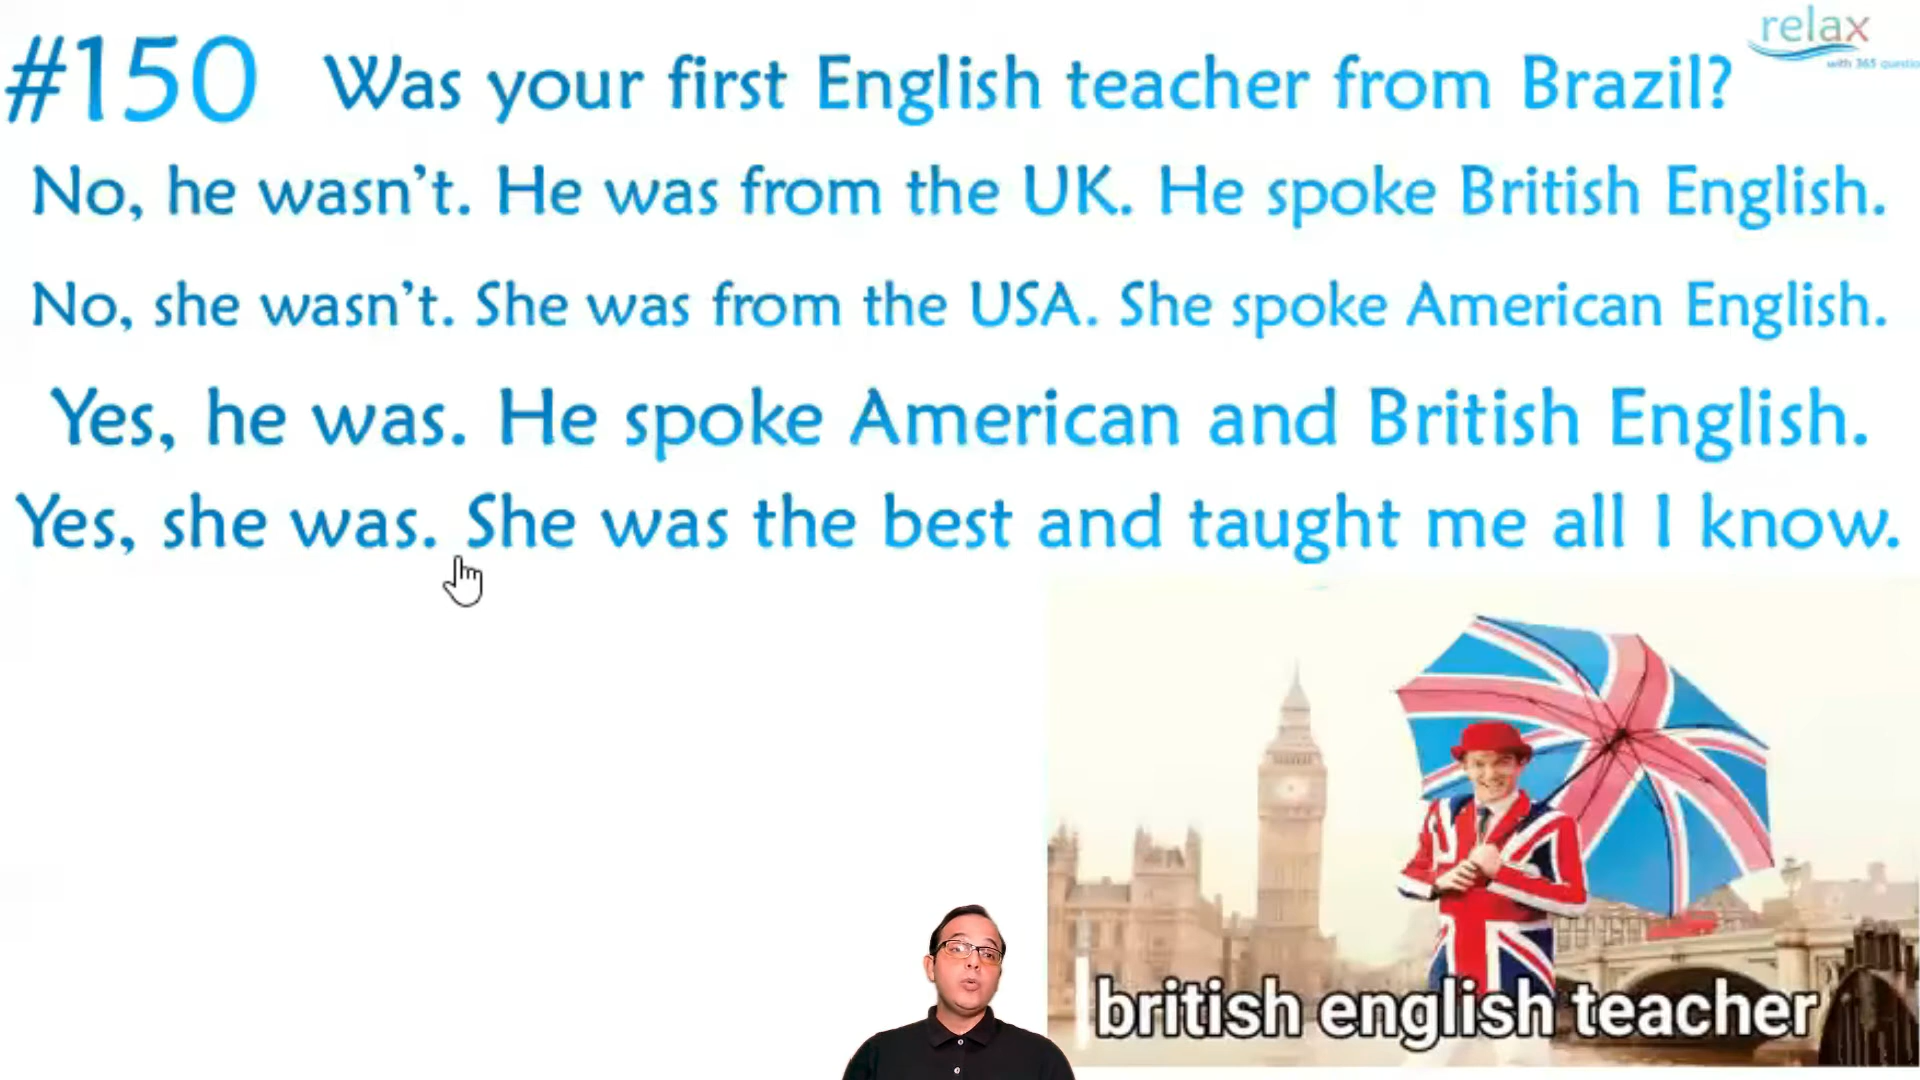 relax
with 365 questio
#150 Was your first English teacher from Brazil?
No, he wasn't. He was from the UK. He spoke British English.
No, she wasn't. She was from the USA. She spoke American English.
Yes, he was. He spoke American and British English.
Yes, she was. She was the best and taught me all I know.
british english teacher